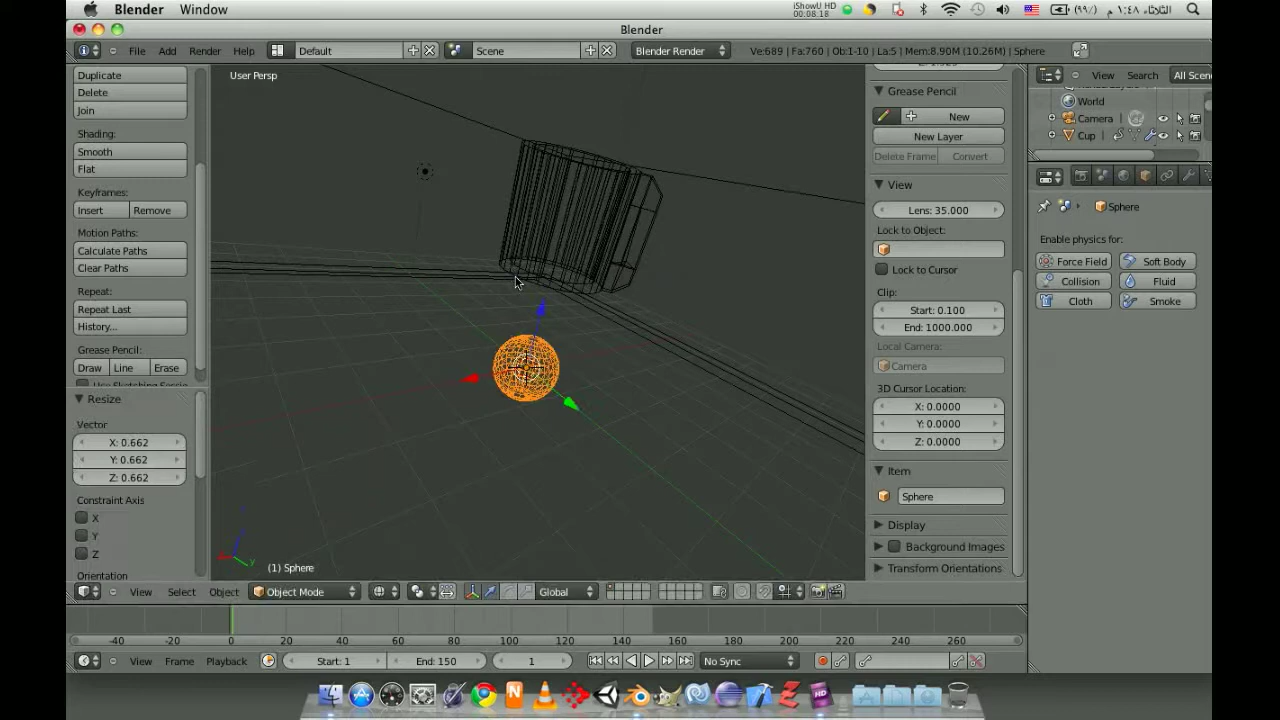 Blender Window iShowU HD 00:08:18 (٩٩٪) الثلاثاء ١:٤٨ م
Blender
File Add Render Help Default Scene Blender Render Ve:689 | Fa:760 | Ob:1-10 | La:5 | Mem:8.90M (10.26M) | Sphere
Duplicate
Delete
Join
Shading:
Smooth
Flat
Keyframes:
Insert Remove
Motion Paths:
Calculate Paths
Clear Paths
Repeat:
Repeat Last
History...
Grease Pencil:
Draw Line Erase
Use Sketching Sessio
Resize
Vector
X: 0.662
Y: 0.662
Z: 0.662
Constraint Axis
X
Y
Z
Orientation
User Persp
(1) Sphere
Grease Pencil
New
New Layer
Delete Frame Convert
View
Lens: 35.000
Lock to Object:
Lock to Cursor
Clip:
Start: 0.100
End: 1000.000
Local Camera:
Camera
3D Cursor Location:
X: 0.0000
Y: 0.0000
Z: 0.0000
Item
Sphere
Display
Background Images
Transform Orientations
View Search All Scen
World
Camera
Cup
Sphere
Enable physics for:
Force Field Soft Body
Collision Fluid
Cloth Smoke
View Select Object Object Mode Global
-40 -20 0 20 40 60 80 100 120 140 160 180 200 220 240 260
View Frame Playback Start: 1 End: 150 1 No Sync